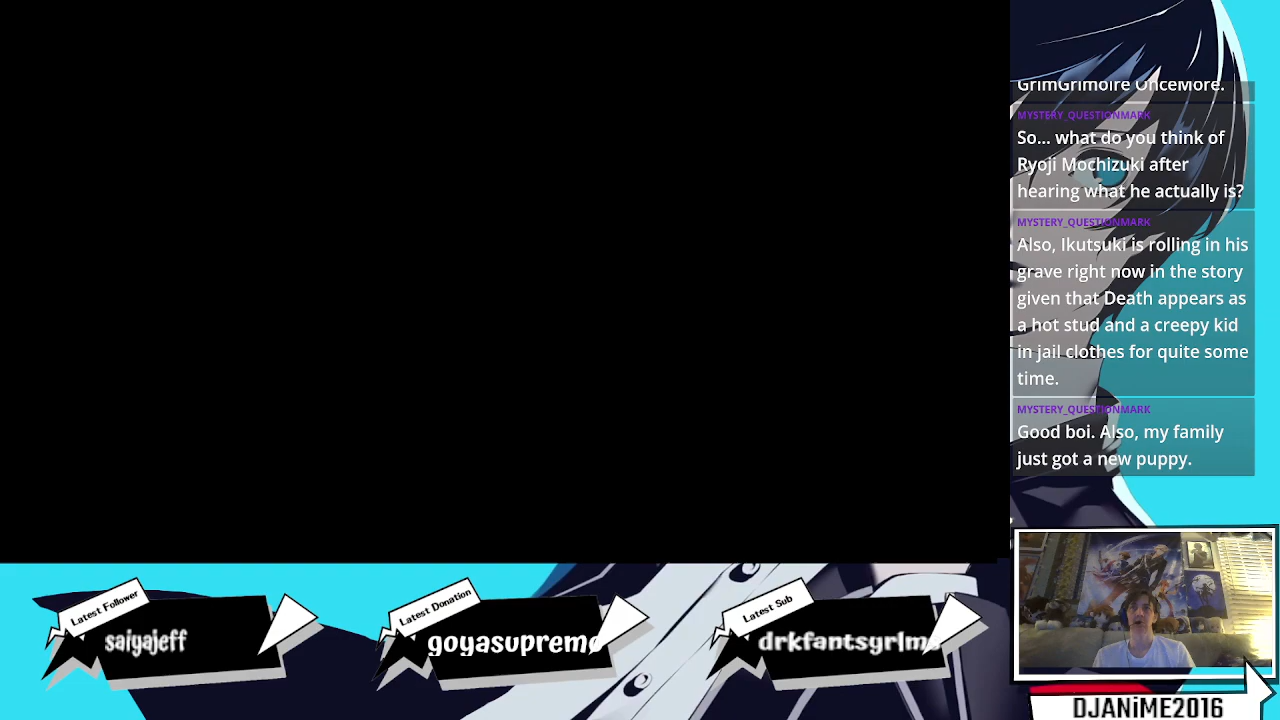 GrimGrimoire OnceMore.
MYSTERY_QUESTIONMARK
So... what do you think of
Ryoji Mochizuki after
hearing what he actually is?
MYSTERY_QUESTIONMARK
Also, Ikutsuki is rolling in his
grave right now in the story
given that Death appears as
a hot stud and a creepy kid
in jail clothes for quite some
time.
MYSTERY_QUESTIONMARK
Good boi. Also, my family
just got a new puppy.
Latest Follower
saiyajeff
Latest Donation
goyasupreme
Latest Sub
DJANiME2016